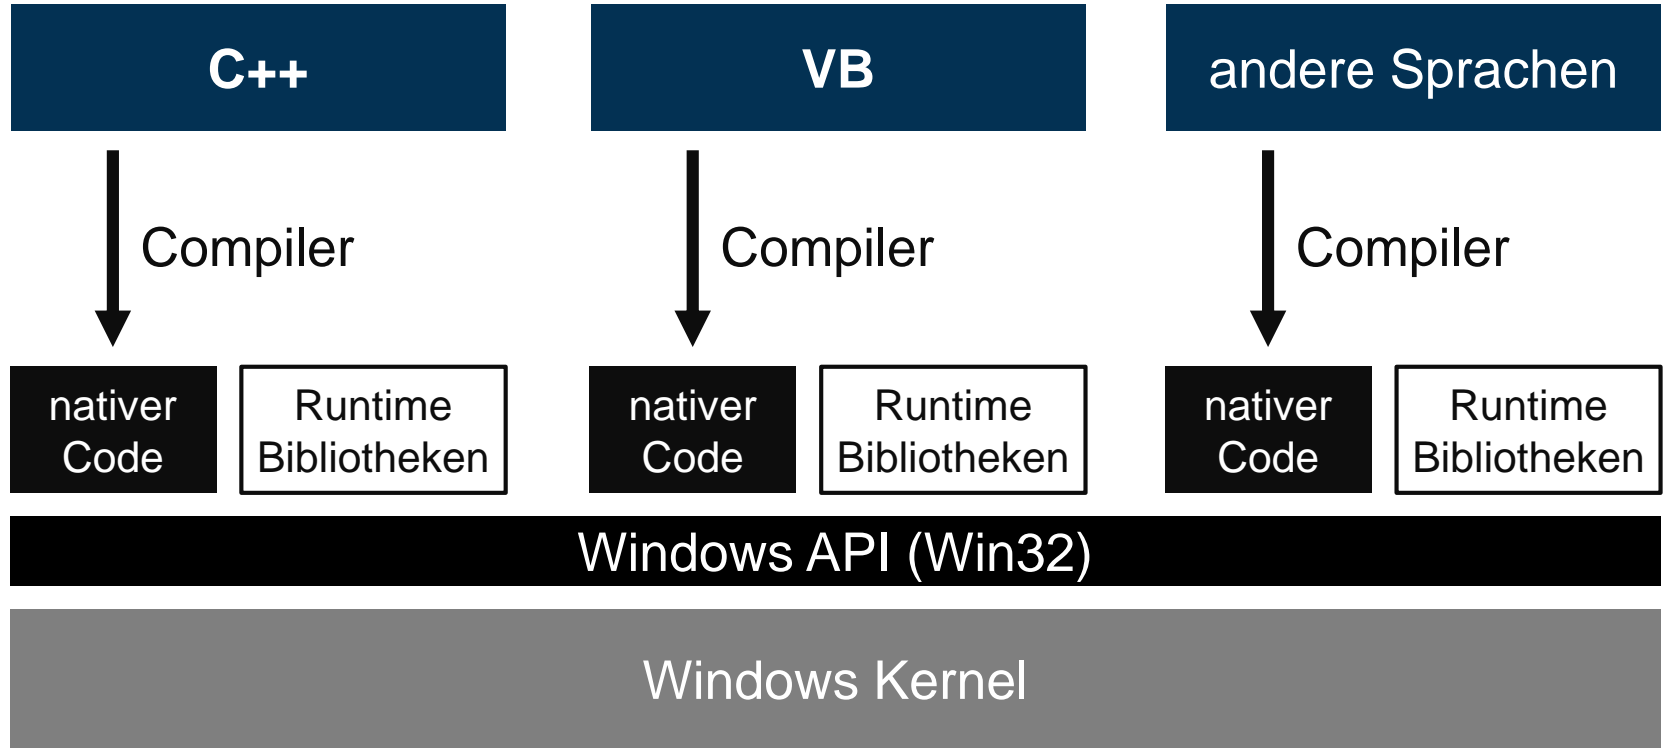 C++
VB
andere Sprachen
Compiler
Compiler
Compiler
nativer
Code
Runtime
Bibliotheken
nativer
Code
Runtime
Bibliotheken
nativer
Code
Runtime
Bibliotheken
Windows API (Win32)
Windows Kernel